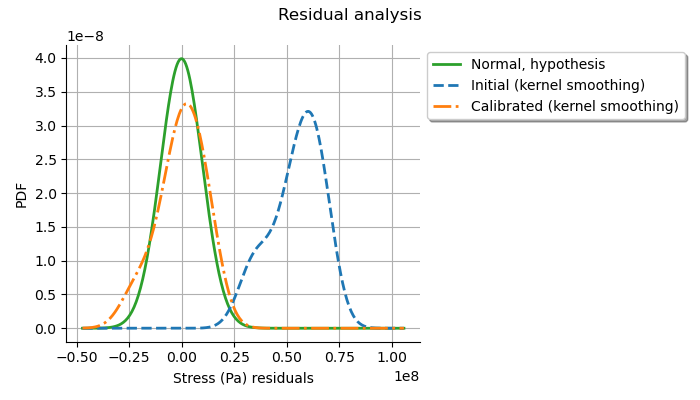 Residual analysis
1e−8
4.0
3.5
3.0
2.5
2.0
1.5
1.0
0.5
0.0
PDF
−0.50 −0.25 0.00 0.25 0.50 0.75 1.00
1e8
Stress (Pa) residuals
Normal, hypothesis
Initial (kernel smoothing)
Calibrated (kernel smoothing)